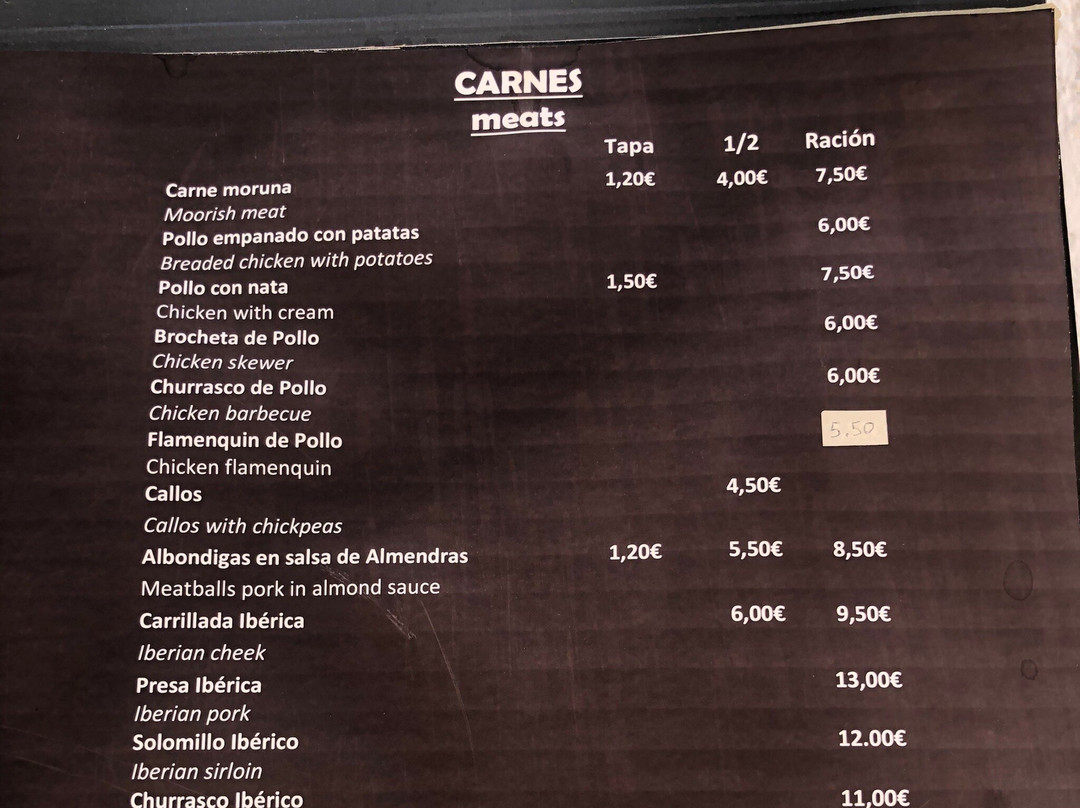 CARNES
meats
Tapa 1/2 Ración
Carne moruna 1,20€ 4,00€ 7,50€
Moorish meat
Pollo empanado con patatas 6,00€
Breaded chicken with potatoes
Pollo con nata 1,50€ 7,50€
Chicken with cream
Brocheta de Pollo 6,00€
Chicken skewer
Churrasco de Pollo 6,00€
Chicken barbecue
Flamenquin de Pollo 5.50
Chicken flamenquin
Callos 4,50€
Callos with chickpeas
Albondigas en salsa de Almendras 1,20€ 5,50€ 8,50€
Meatballs pork in almond sauce
Carrillada Ibérica 6,00€ 9,50€
Iberian cheek
Presa Ibérica 13,00€
Iberian pork
Solomillo Ibérico 12.00€
Iberian sirloin
Churrasco Ibérico 11,00€